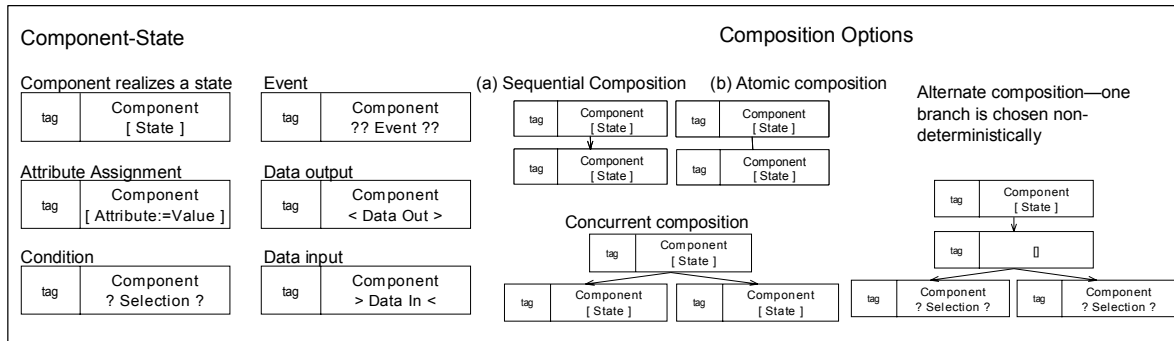 Component-State
Composition Options
Component realizes a state
tag
Component
[ State ]
Event
tag
Component
?? Event ??
Attribute Assignment
tag
Component
[ Attribute:=Value ]
Data output
tag
Component
< Data Out >
Condition
tag
Component
? Selection ?
Data input
tag
Component
> Data In <
(a) Sequential Composition
tag
Component
[ State ]
tag
Component
[ State ]
(b) Atomic composition
tag
Component
[ State ]
tag
Component
[ State ]
Concurrent composition
tag
Component
[ State ]
tag
Component
[ State ]
tag
Component
[ State ]
Alternate composition—one
branch is chosen non-
deterministically
tag
Component
[ State ]
tag
[]
tag
Component
? Selection ?
tag
Component
? Selection ?